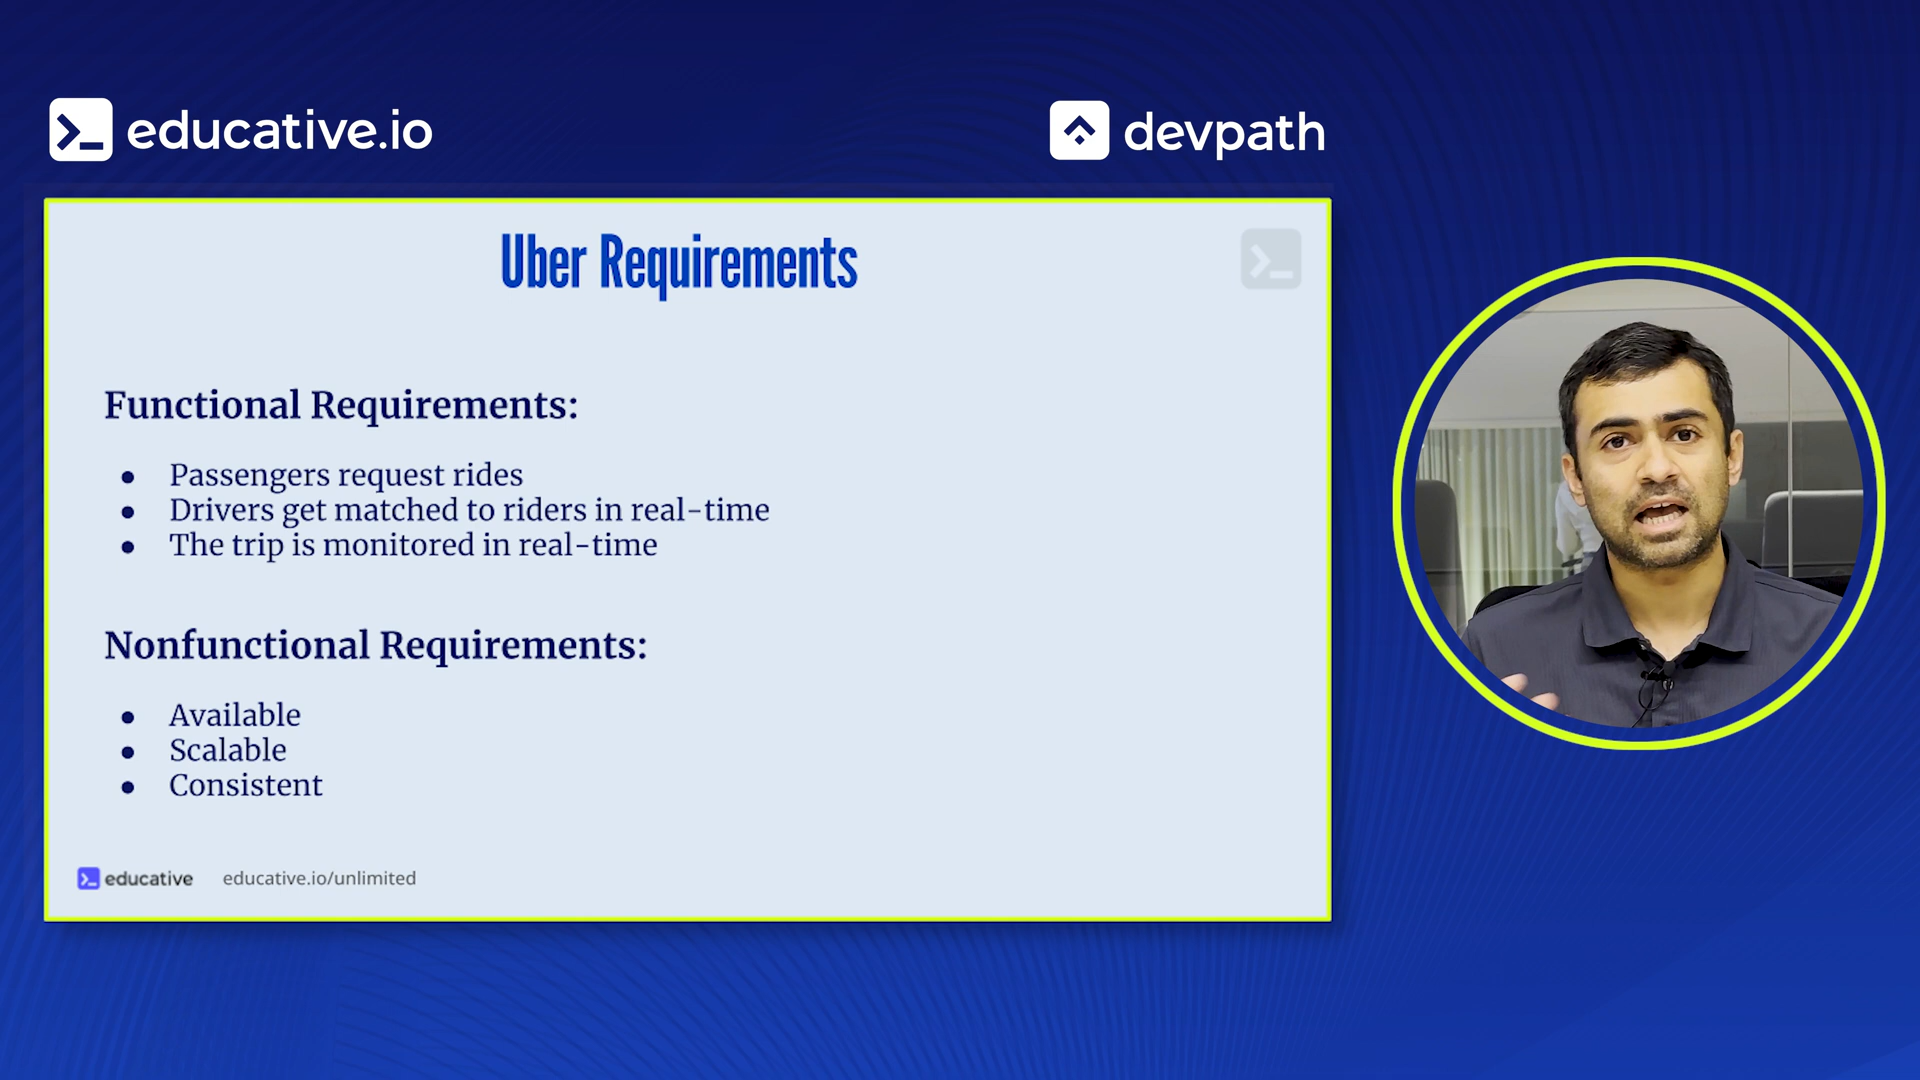 educative.io
devpath
Uber Requirements
Functional Requirements:
● Passengers request rides
● Drivers get matched to riders in real-time
● The trip is monitored in real-time
Nonfunctional Requirements:
● Available
● Scalable
● Consistent
educative educative.io/unlimited